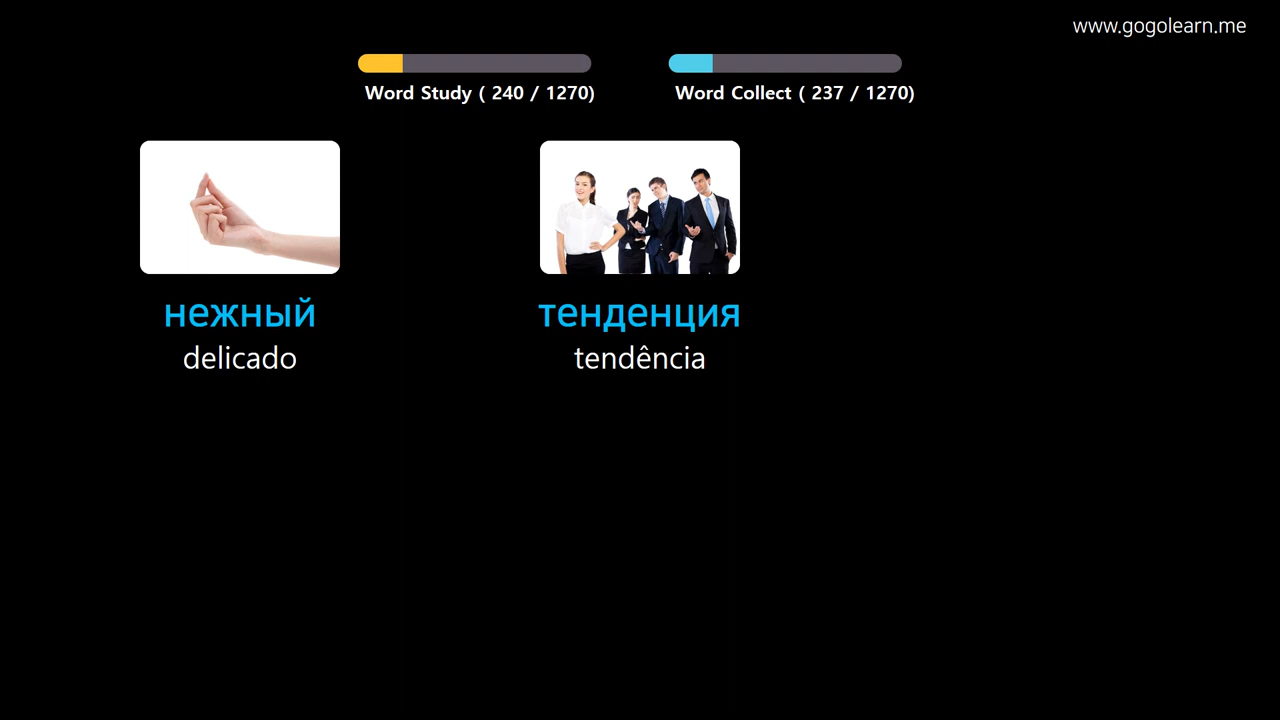 www.gogolearn.me
Word Study ( 240 / 1270)
Word Collect ( 237 / 1270)
нежный
delicado
тенденция
tendência